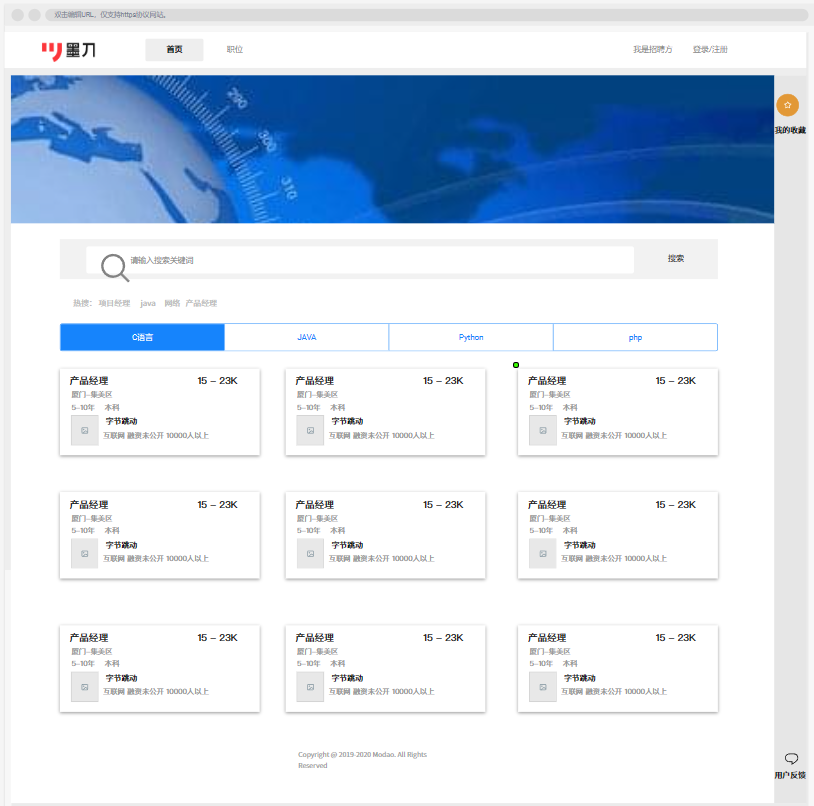 双击编辑URL，仅支持https协议网站。
墨刀 首页 职位 我是招聘方 登录/注册
290
300
310
我的收藏
请输入搜索关键词 搜索
热搜： 项目经理 java 网络 产品经理
C语言 JAVA Python php
产品经理 15 – 23K 产品经理 15 – 23K 产品经理 15 – 23K
厦门–集美区 厦门–集美区 厦门–集美区
5–10年 本科 5–10年 本科 5–10年 本科
字节跳动 字节跳动 字节跳动
互联网 融资未公开 10000人以上 互联网 融资未公开 10000人以上 互联网 融资未公开 10000人以上
产品经理 15 – 23K 产品经理 15 – 23K 产品经理 15 – 23K
厦门–集美区 厦门–集美区 厦门–集美区
5–10年 本科 5–10年 本科 5–10年 本科
字节跳动 字节跳动 字节跳动
互联网 融资未公开 10000人以上 互联网 融资未公开 10000人以上 互联网 融资未公开 10000人以上
产品经理 15 – 23K 产品经理 15 – 23K 产品经理 15 – 23K
厦门–集美区 厦门–集美区 厦门–集美区
5–10年 本科 5–10年 本科 5–10年 本科
字节跳动 字节跳动 字节跳动
互联网 融资未公开 10000人以上 互联网 融资未公开 10000人以上 互联网 融资未公开 10000人以上
Copyright @ 2019-2020 Modao. All Rights
Reserved
用户反馈